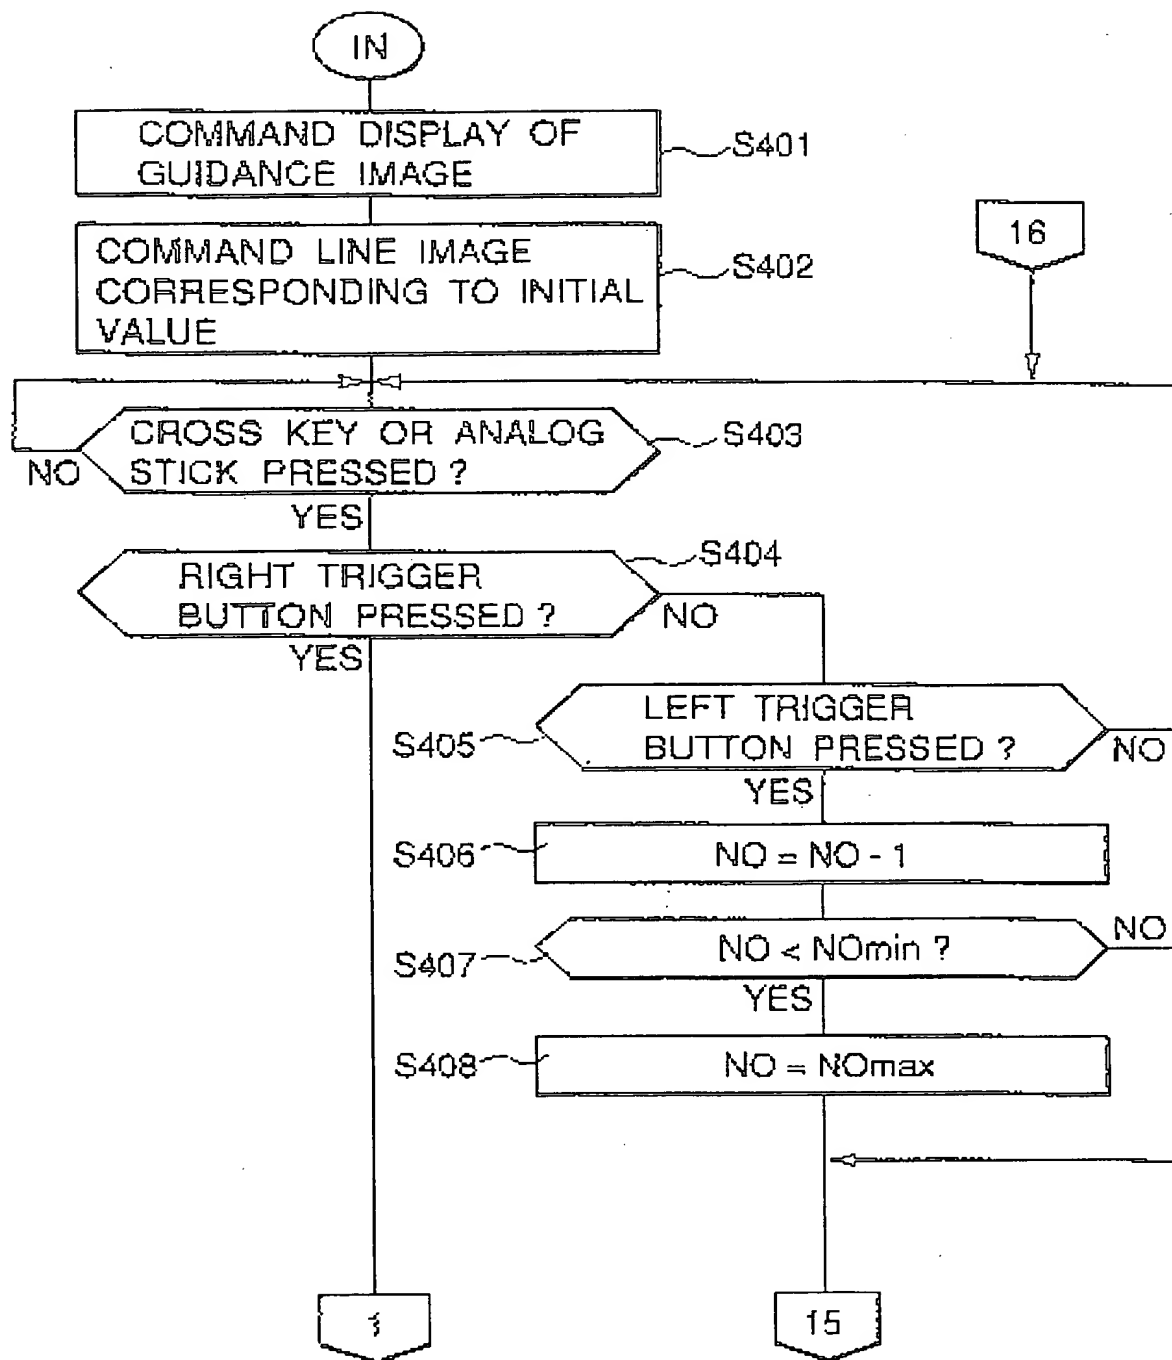 IN
COMMAND DISPLAY OF
GUIDANCE IMAGE
S401
COMMAND LINE IMAGE
CORRESPONDING TO INITIAL
VALUE
S402
16
CROSS KEY OR ANALOG
STICK PRESSED ?
S403
NO
YES
RIGHT TRIGGER
BUTTON PRESSED ?
S404
NO
YES
LEFT TRIGGER
BUTTON PRESSED ?
S405
NO
YES
S406
NO = NO - 1
S407
NO < NOmin ?
NO
YES
S408
NO = NOmax
15